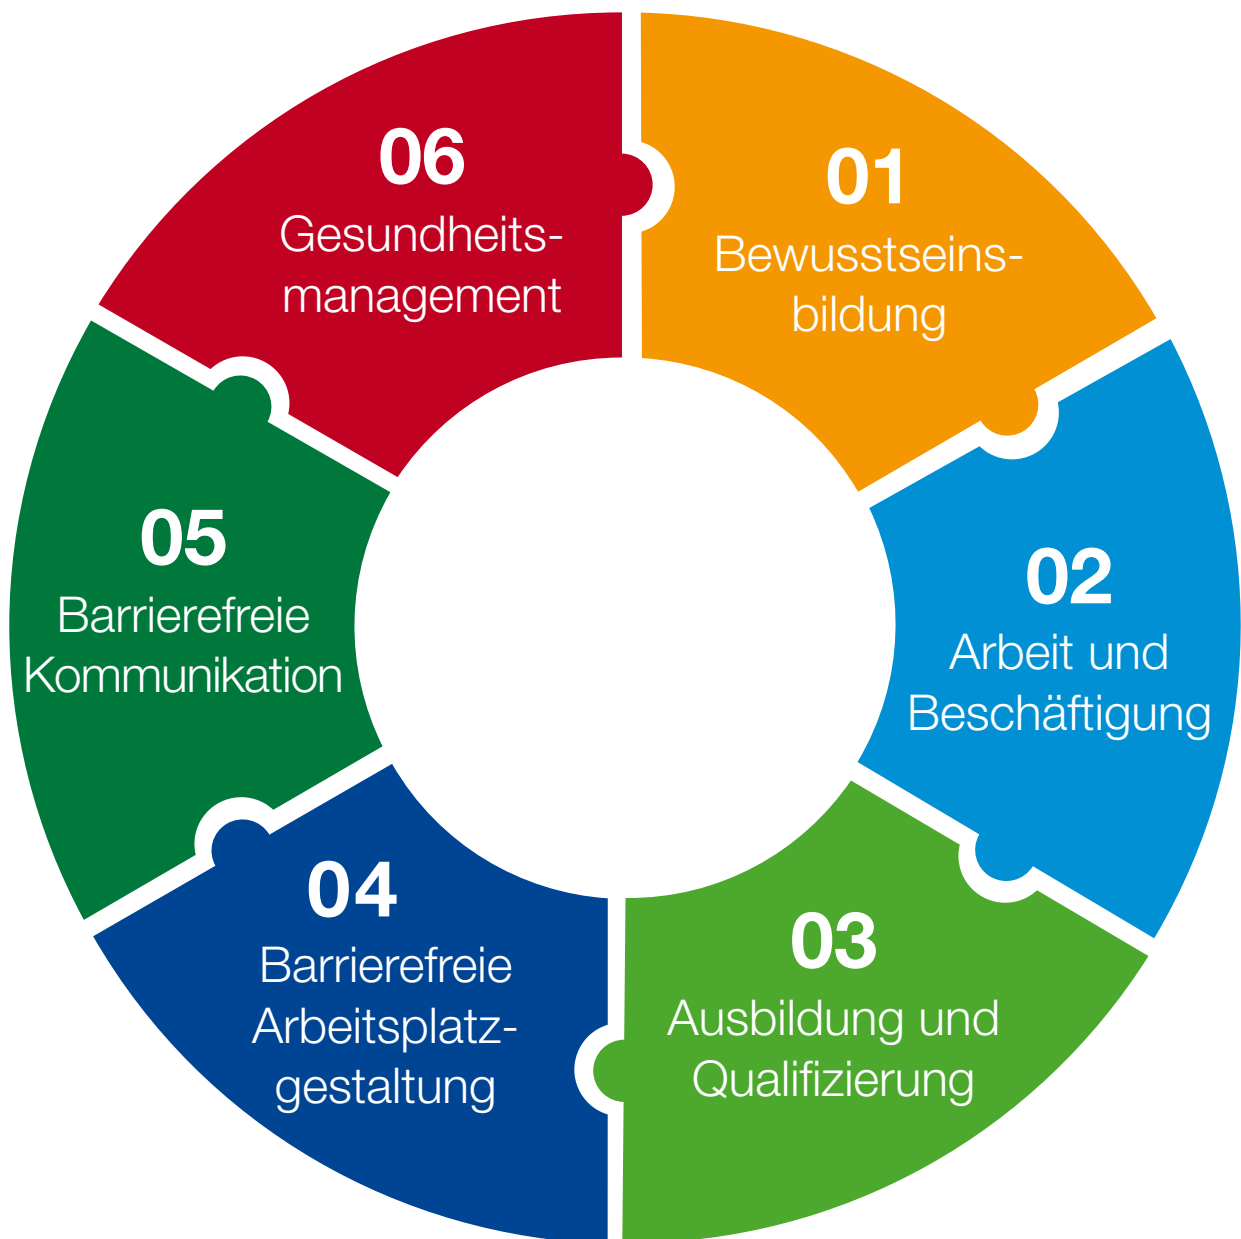 01
Bewusstseins-
bildung
02
Arbeit und
Beschäftigung
03
Ausbildung und
Qualifizierung
04
Barrierefreie
Arbeitsplatz-
gestaltung
05
Barrierefreie
Kommunikation
06
Gesundheits-
management